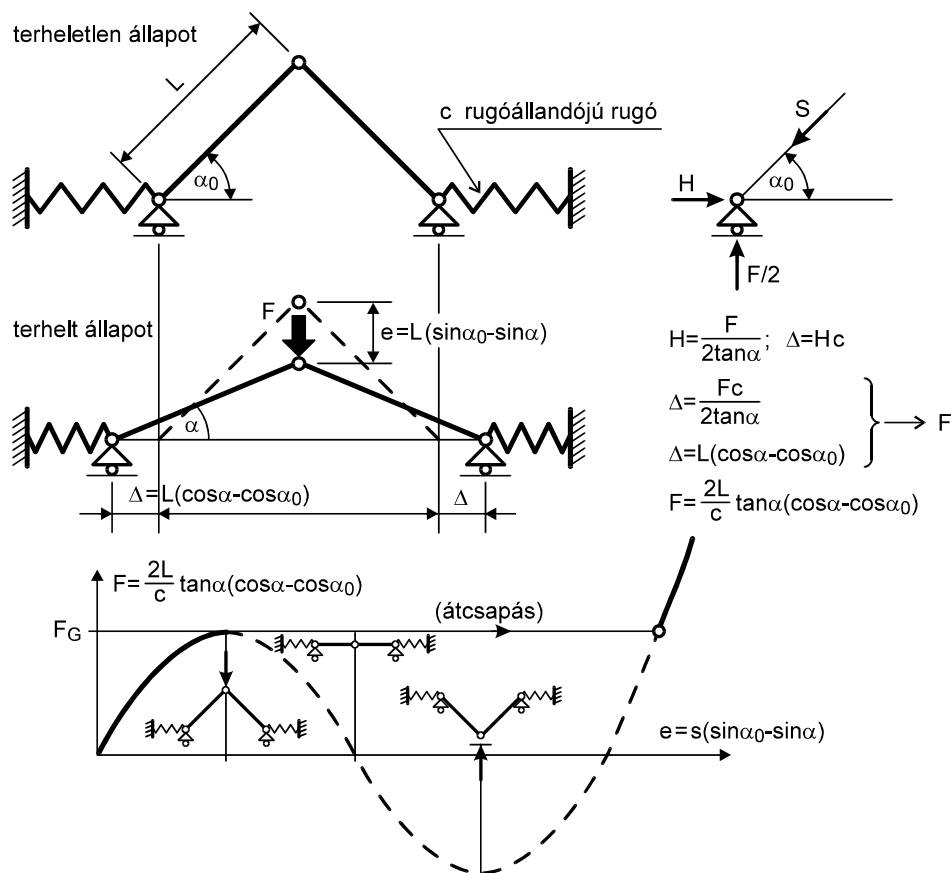 terheletlen állapot
L
c rugóállandójú rugó
α₀
S
α₀
H
F/2
terhelt állapot
F
e=L(sinα₀-sinα)
α
Δ=L(cosα-cosα₀)
Δ
H=F/2tanα; Δ=Hc
Δ=Fc/2tanα
Δ=L(cosα-cosα₀)
F
F=2L/c tanα(cosα-cosα₀)
F=2L/c tanα(cosα-cosα₀)
F_G
(átcsapás)
e=s(sinα₀-sinα)